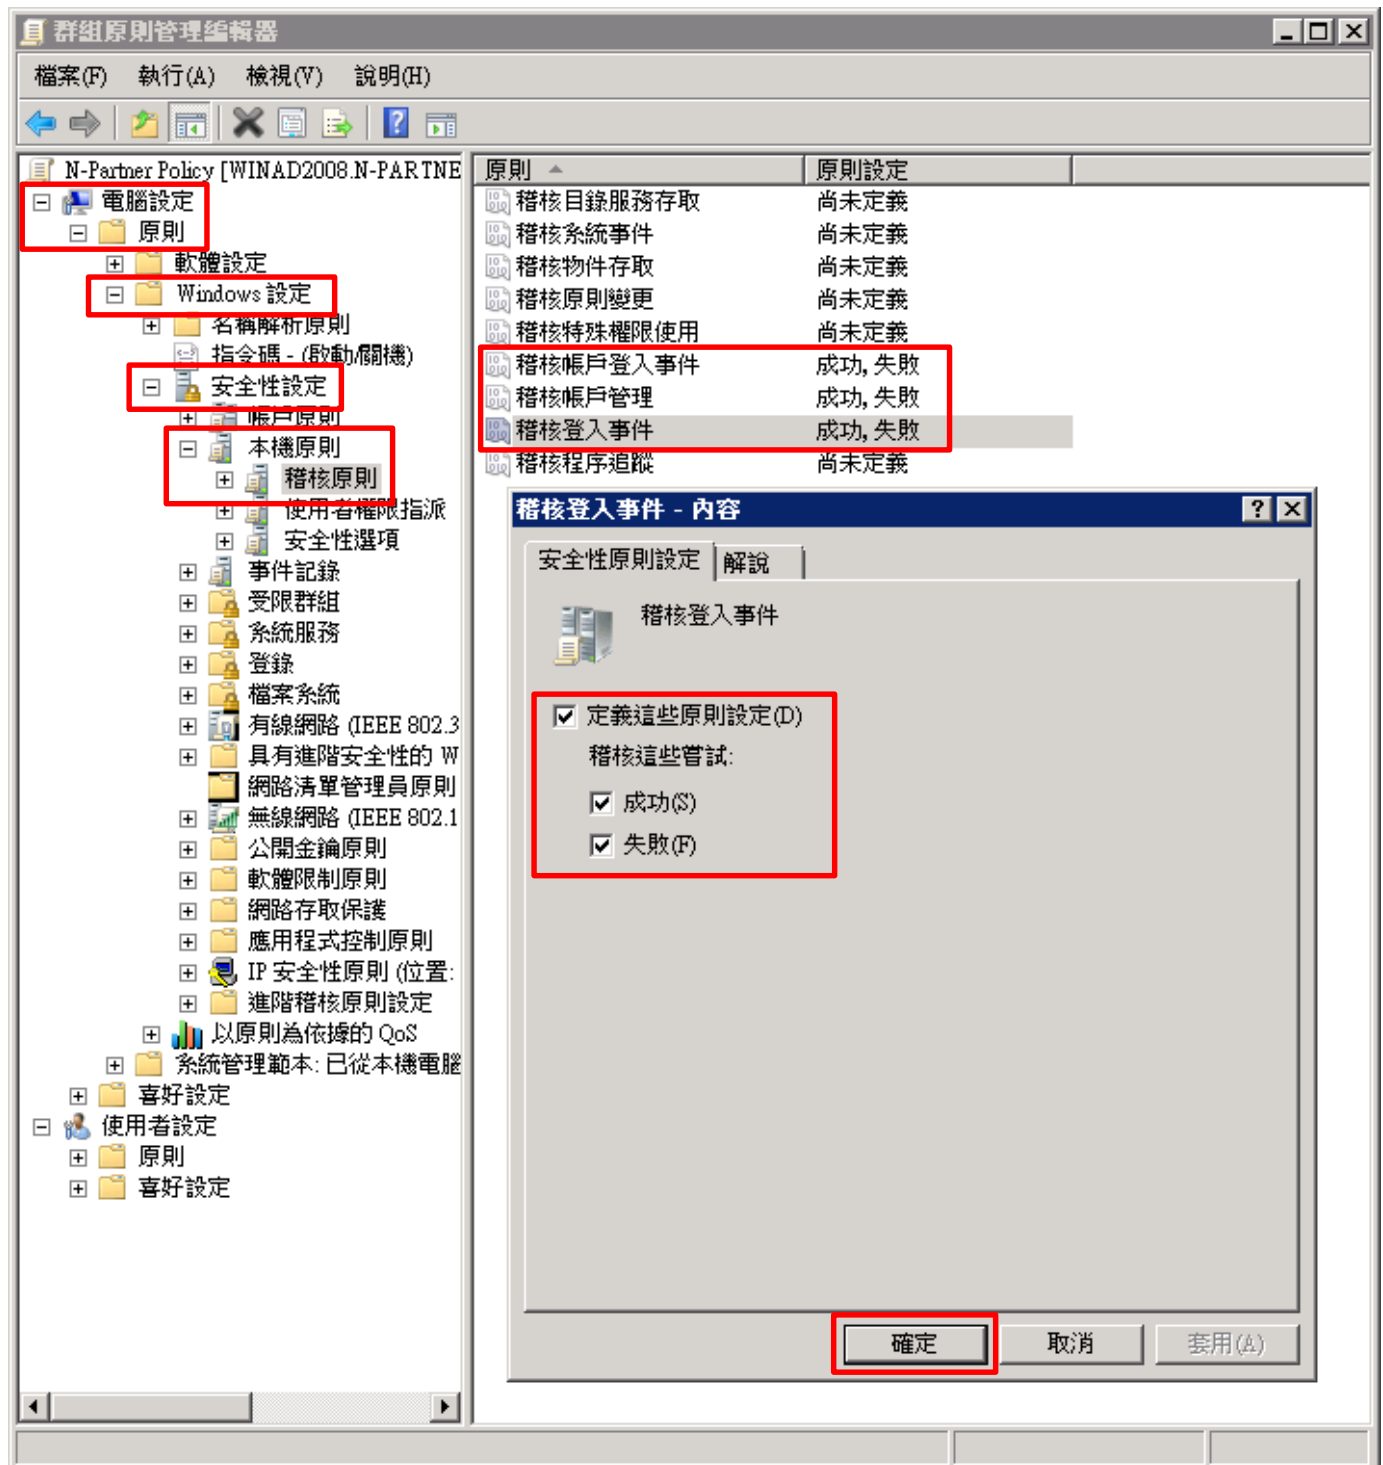 群組原則管理編輯器
檔案(F) 執行(A) 檢視(V) 說明(H)
N-Partner Policy [WINAD2008.N-PARTNE
電腦設定
原則
軟體設定
Windows 設定
名稱解析原則
指令碼 - (啟動/關機)
安全性設定
帳戶原則
本機原則
稽核原則
使用者權限指派
安全性選項
事件記錄
受限群組
系統服務
登錄
檔案系統
有線網路 (IEEE 802.3
具有進階安全性的 W
網路清單管理員原則
無線網路 (IEEE 802.1
公開金鑰原則
軟體限制原則
網路存取保護
應用程式控制原則
IP 安全性原則 (位置:
進階稽核原則設定
以原則為依據的 QoS
系統管理範本: 已從本機電腦
喜好設定
使用者設定
原則
喜好設定
原則 原則設定
稽核目錄服務存取 尚未定義
稽核系統事件 尚未定義
稽核物件存取 尚未定義
稽核原則變更 尚未定義
稽核特殊權限使用 尚未定義
稽核帳戶登入事件 成功, 失敗
稽核帳戶管理 成功, 失敗
稽核登入事件 成功, 失敗
稽核程序追蹤 尚未定義
稽核登入事件 - 內容
安全性原則設定 解說
稽核登入事件
定義這些原則設定(D)
稽核這些嘗試:
成功(S)
失敗(F)
確定 取消 套用(A)